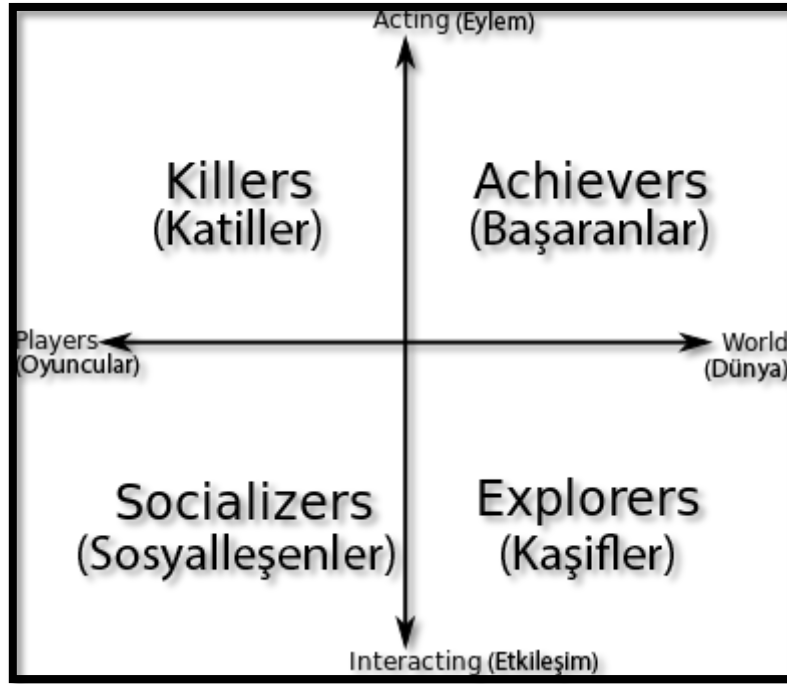 Acting (Eylem)
Killers
(Katiller)
Achievers
(Başaranlar)
Players
(Oyuncular)
World
(Dünya)
Socializers
(Sosyalleşenler)
Explorers
(Kaşifler)
Interacting (Etkileşim)